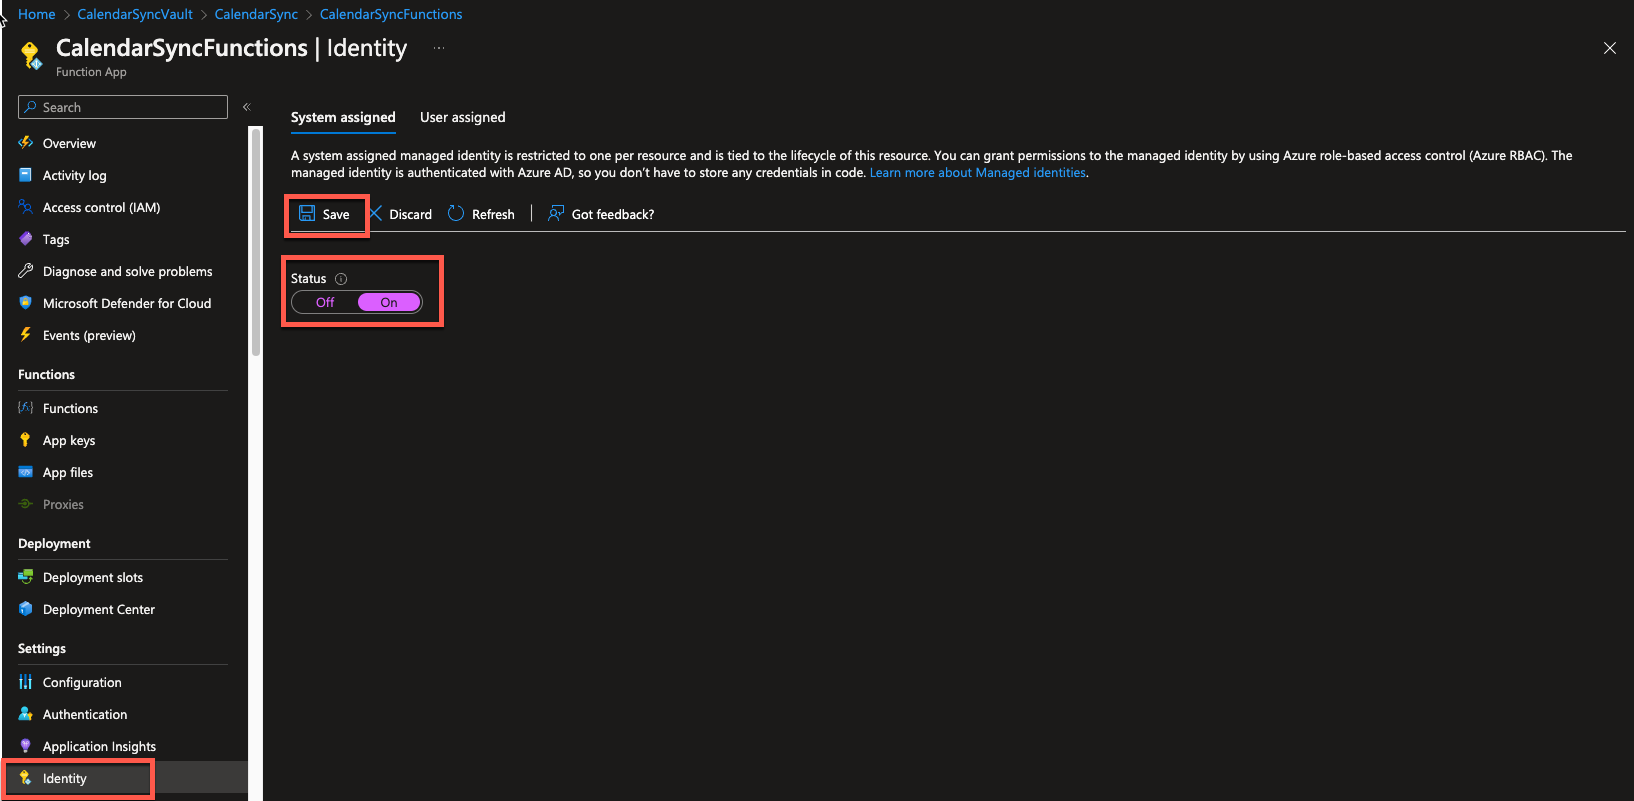 Home > CalendarSyncVault > CalendarSync > CalendarSyncFunctions
CalendarSyncFunctions | Identity ...
Function App
Search «
Overview
Activity log
Access control (IAM)
Tags
Diagnose and solve problems
Microsoft Defender for Cloud
Events (preview)
Functions
Functions
App keys
App files
Proxies
Deployment
Deployment slots
Deployment Center
Settings
Configuration
Authentication
Application Insights
Identity
System assigned User assigned
A system assigned managed identity is restricted to one per resource and is tied to the lifecycle of this resource. You can grant permissions to the managed identity by using Azure role-based access control (Azure RBAC). The
managed identity is authenticated with Azure AD, so you don't have to store any credentials in code. Learn more about Managed identities.
Save Discard Refresh | Got feedback?
Status
Off On